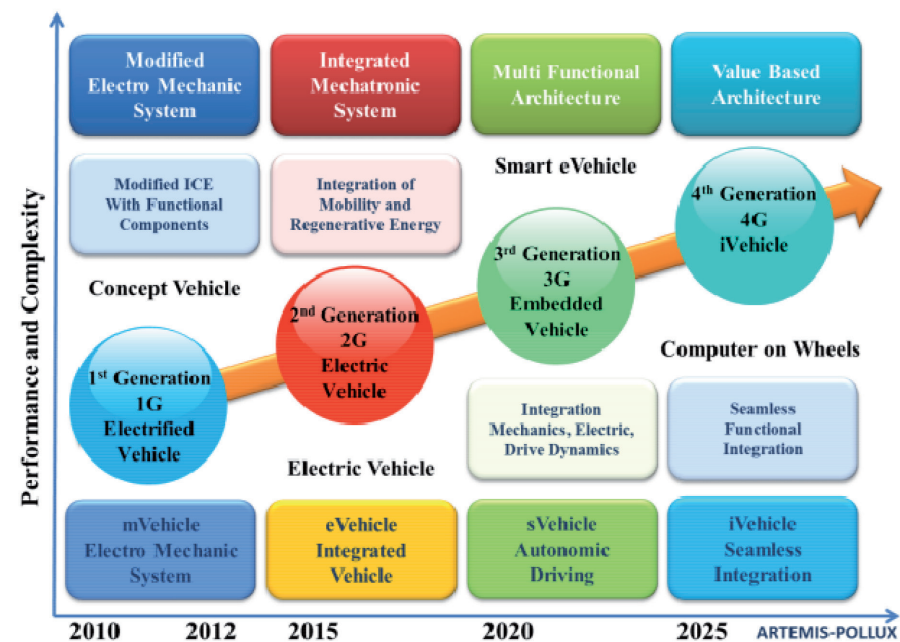 Modified
Electro Mechanic
System
Integrated
Mechatronic
System
Multi Functional
Architecture
Value Based
Architecture
Modified ICE
With Functional
Components
Integration of
Mobility and
Regenerative Energy
Smart eVehicle
4th Generation
4G
iVehicle
Performance and Complexity
Concept Vehicle
3rd Generation
3G
Embedded
Vehicle
2nd Generation
2G
Electric
Vehicle
Computer on Wheels
1st Generation
1G
Electrified
Vehicle
Integration
Mechanics, Electric,
Drive Dynamics
Seamless
Functional
Integration
Electric Vehicle
mVehicle
Electro Mechanic
System
eVehicle
Integrated
Vehicle
sVehicle
Autonomic
Driving
iVehicle
Seamless
Integration
2010 2012 2015 2020 2025 ARTEMIS-POLLUX